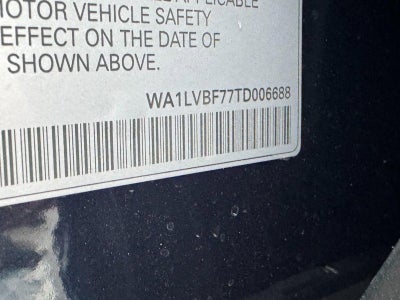 MOTOR VEHICLE SAFETY
EFFECT ON THE DATE OF
SHOWN ABOVE.
WA1LVBF77TD006688